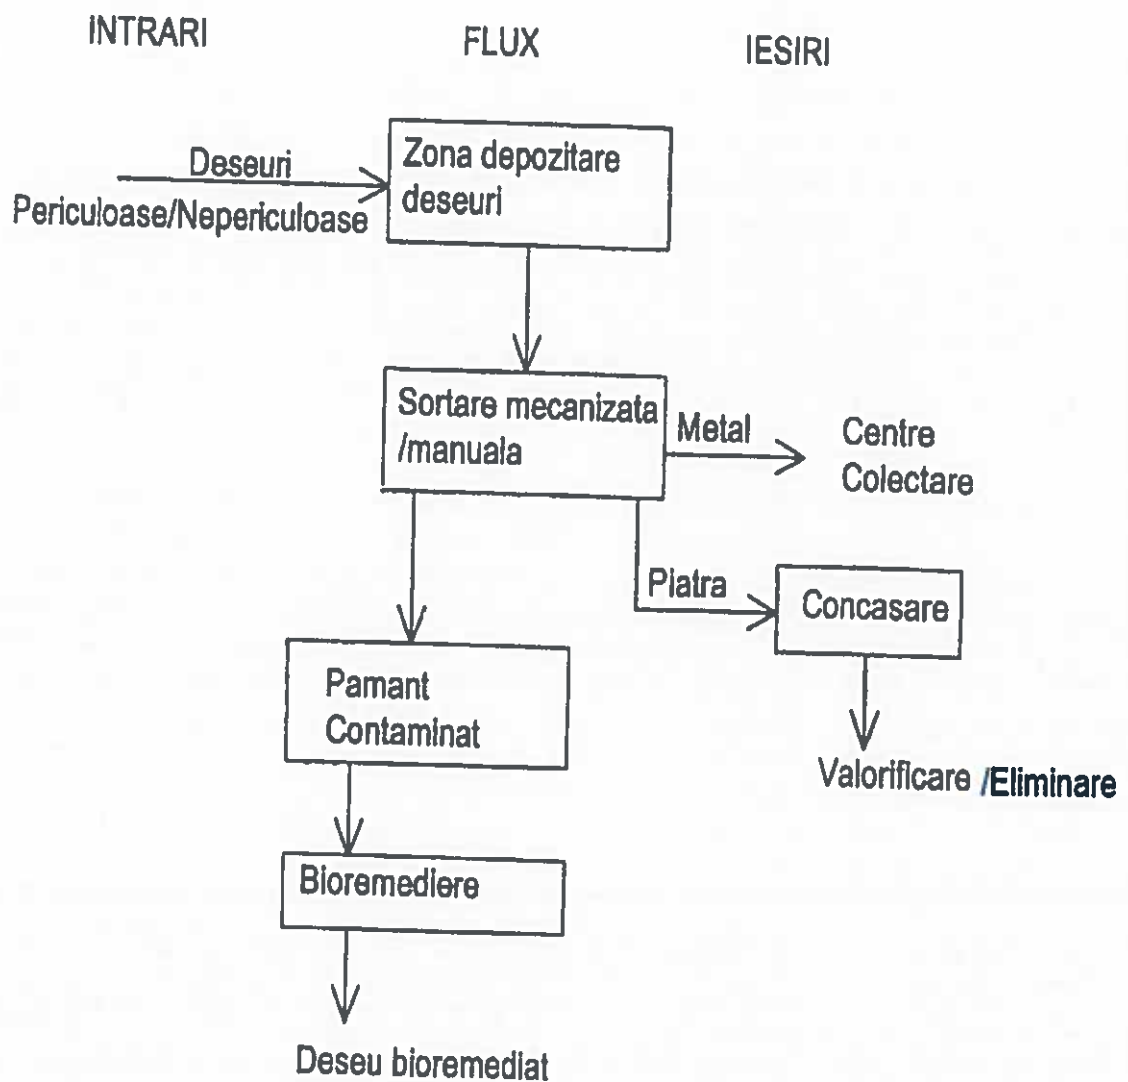 INTRARI
FLUX
IESIRI
Deseuri
Periculoase/Nepericuloase
Zona depozitare
deseuri
Sortare mecanizata
/manuala
Metal
Centre
Colectare
Piatra
Concasare
Pamant
Contaminat
Valorificare /Eliminare
Bioremediere
Deseu bioremediat